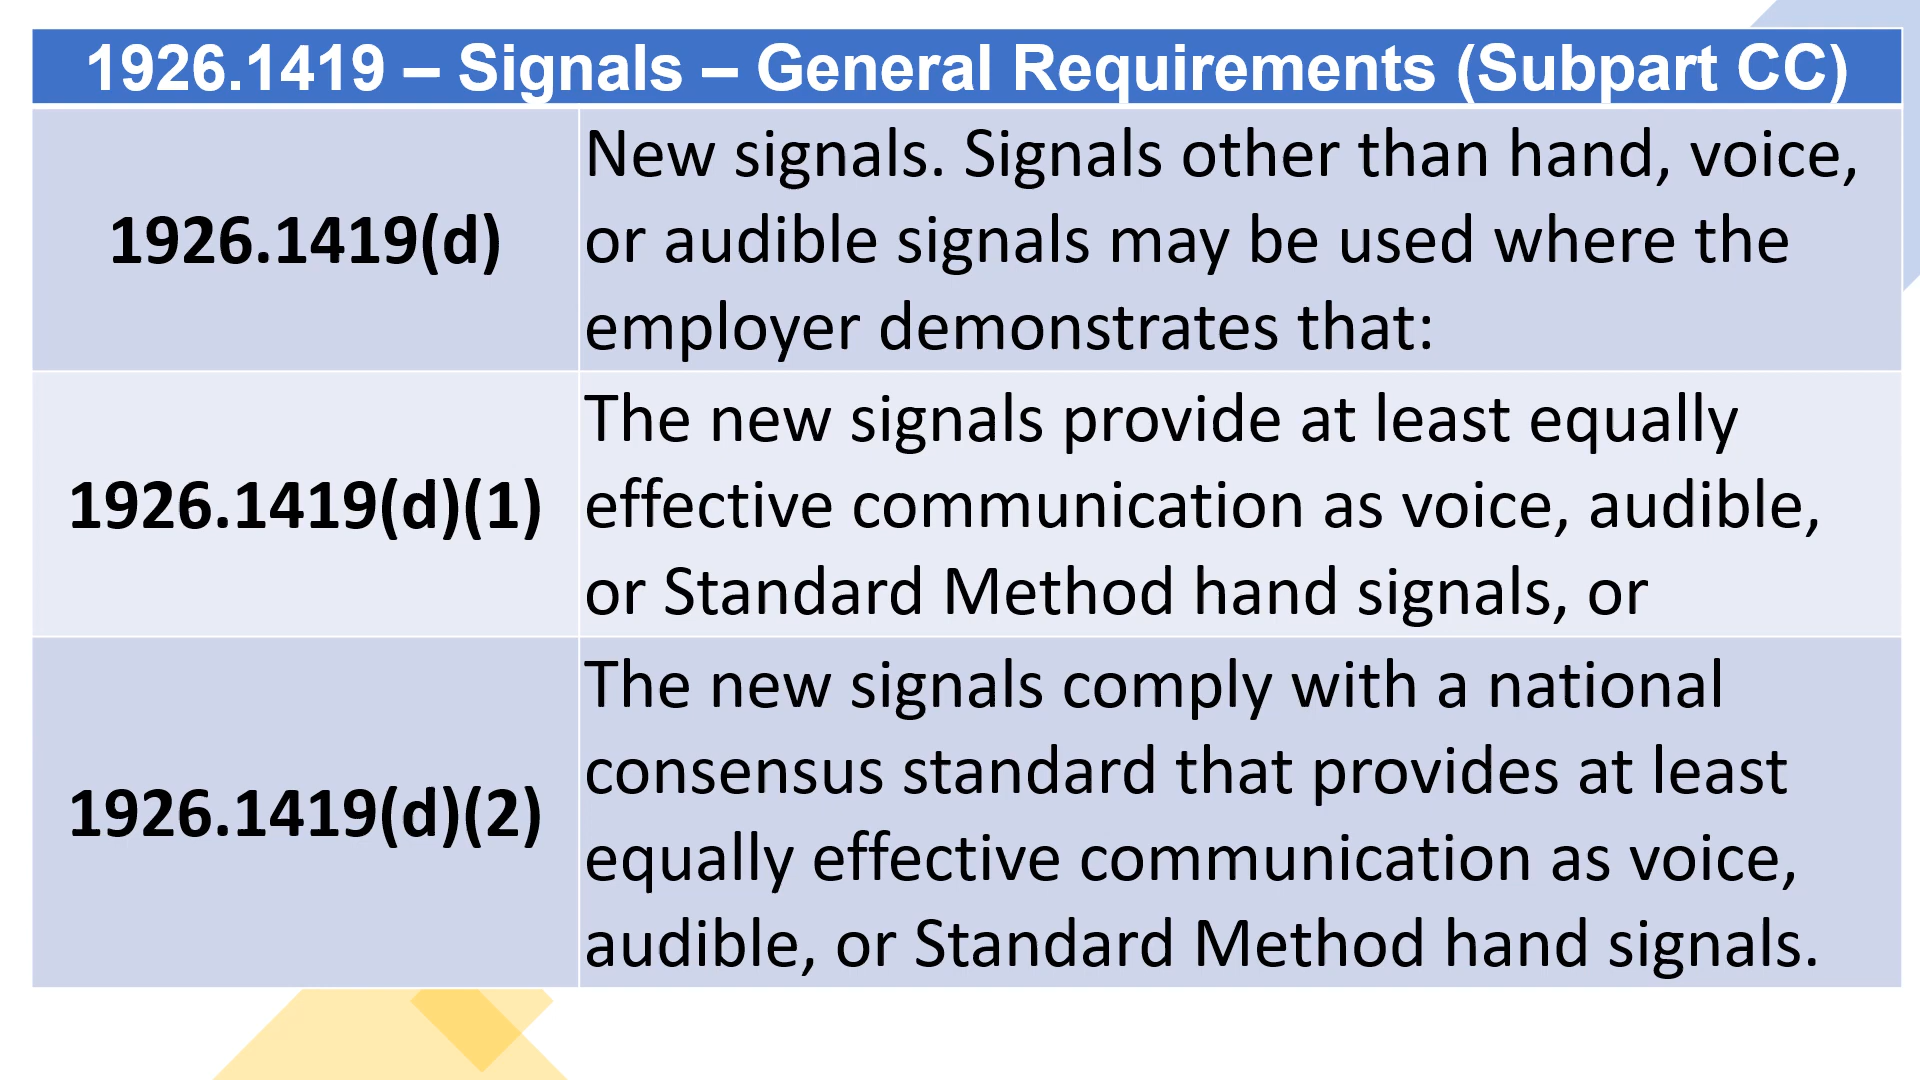 1926.1419 – Signals – General Requirements (Subpart CC)
1926.1419(d)
New signals. Signals other than hand, voice,
or audible signals may be used where the
employer demonstrates that:
1926.1419(d)(1)
The new signals provide at least equally
effective communication as voice, audible,
or Standard Method hand signals, or
1926.1419(d)(2)
The new signals comply with a national
consensus standard that provides at least
equally effective communication as voice,
audible, or Standard Method hand signals.